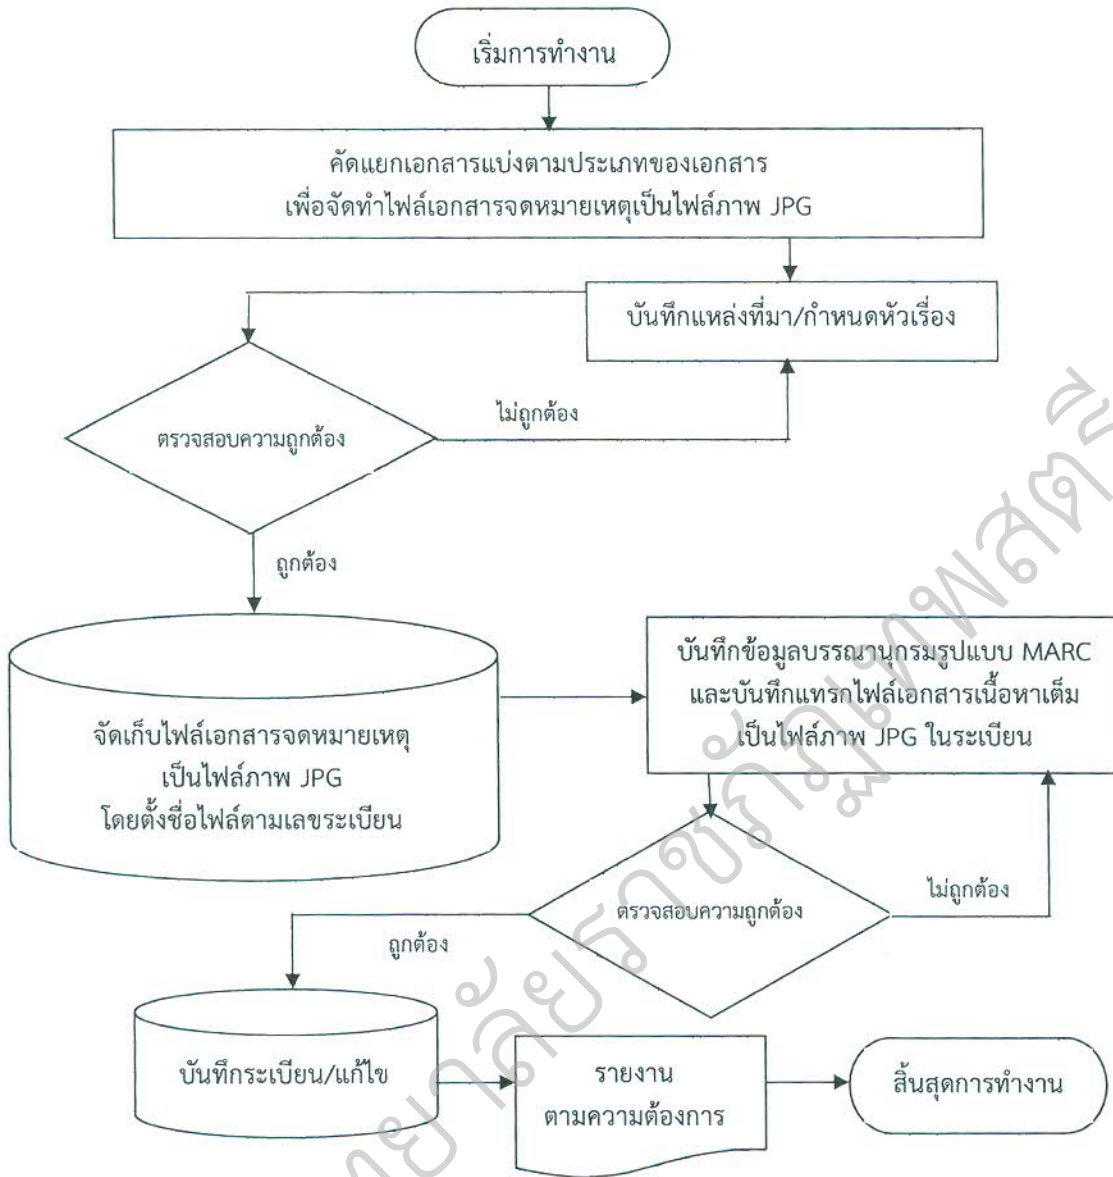 เริ่มการทำงาน
คัดแยกเอกสารแบ่งตามประเภทของเอกสาร
เพื่อจัดทำไฟล์เอกสารจดหมายเหตุเป็นไฟล์ภาพ JPG
บันทึกแหล่งที่มา/กำหนดหัวเรื่อง
ไม่ถูกต้อง
ตรวจสอบความถูกต้อง
ถูกต้อง
จัดเก็บไฟล์เอกสารจดหมายเหตุ
เป็นไฟล์ภาพ JPG
โดยตั้งชื่อไฟล์ตามเลขระเบียน
บันทึกข้อมูลบรรณานุกรมรูปแบบ MARC
และบันทึกแทรกไฟล์เอกสารเนื้อหาเต็ม
เป็นไฟล์ภาพ JPG ในระเบียน
ไม่ถูกต้อง
ตรวจสอบความถูกต้อง
ถูกต้อง
บันทึกระเบียน/แก้ไข
รายงาน
ตามความต้องการ
สิ้นสุดการทำงาน